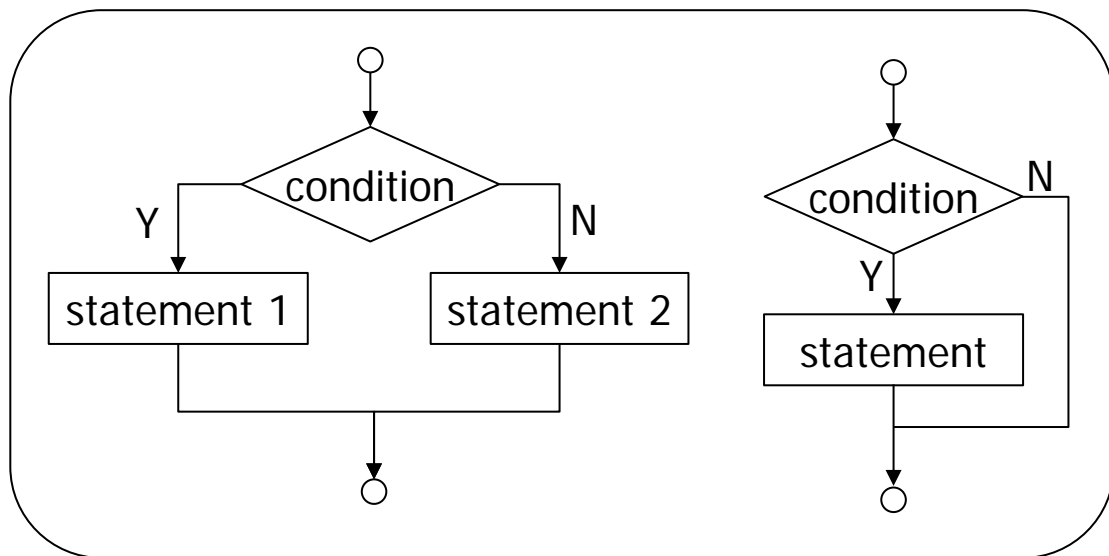 condition
Y
N
statement 1
statement 2
condition
N
Y
statement